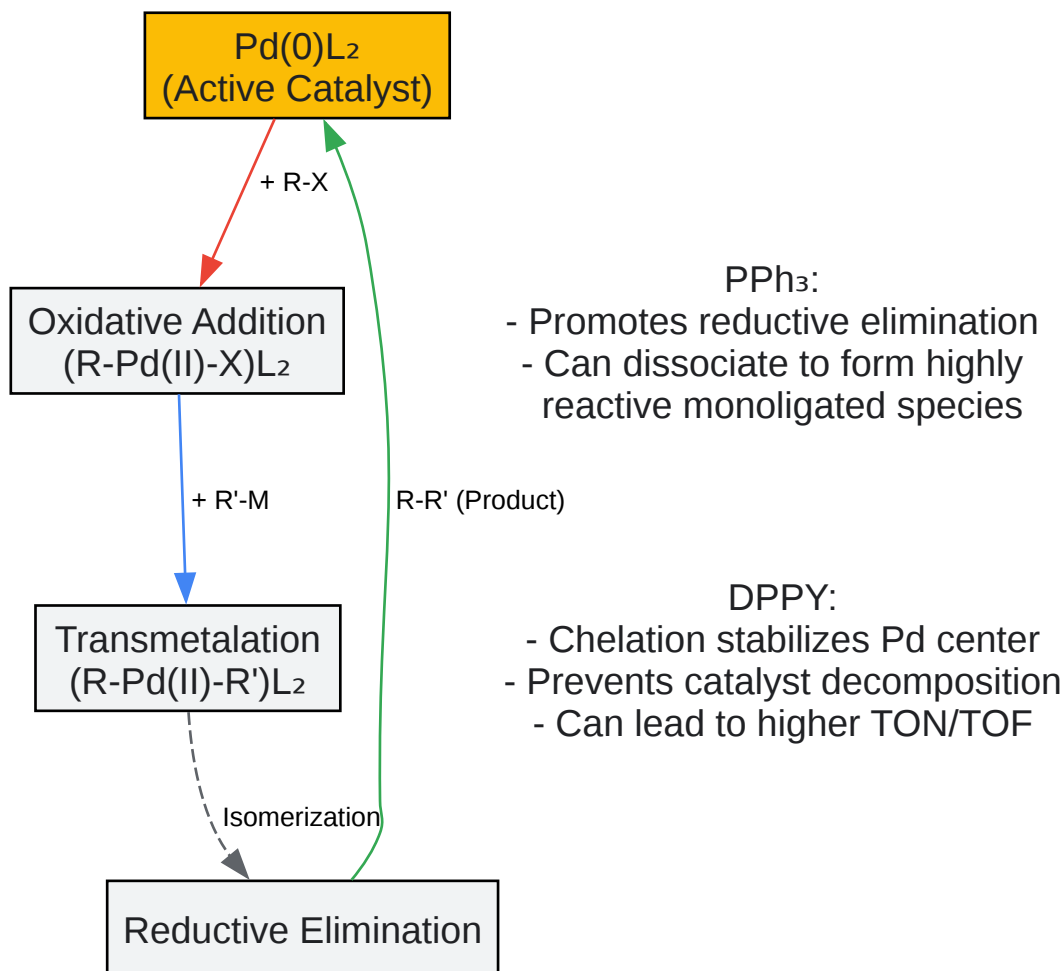 Pd(0)L₂
(Active Catalyst)
+ R-X
Oxidative Addition
(R-Pd(II)-X)L₂
PPh₃:
- Promotes reductive elimination
- Can dissociate to form highly
reactive monoligated species
+ R'-M
R-R' (Product)
Transmetalation
(R-Pd(II)-R')L₂
DPPY:
- Chelation stabilizes Pd center
- Prevents catalyst decomposition
- Can lead to higher TON/TOF
Isomerization
Reductive Elimination